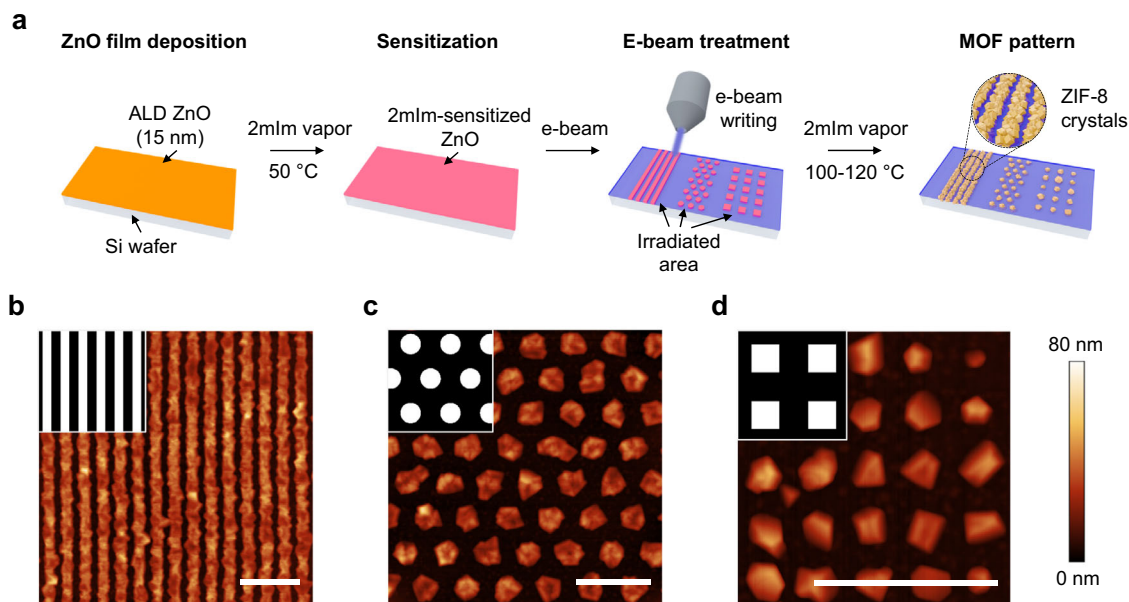 a
ZnO film deposition
Sensitization
E-beam treatment
MOF pattern
ALD ZnO
(15 nm)
2mIm vapor
50 °C
2mIm-sensitized
ZnO
e-beam
e-beam
writing
2mIm vapor
100-120 °C
ZIF-8
crystals
Si wafer
Irradiated
area
b
c
d
80 nm
0 nm